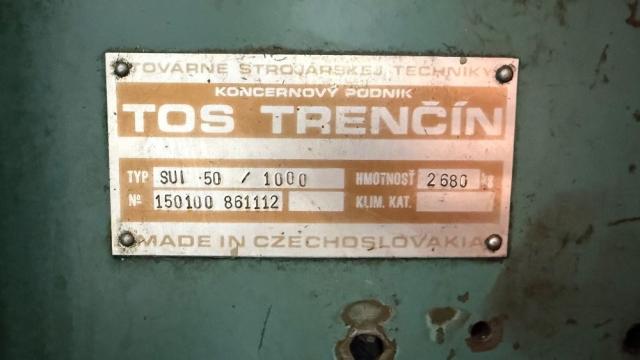 TOVÁRNE STROJÁRSKEJ TECHNIKY
KONCERNOVÝ PODNIK
TOS TRENČÍN
TYP SUI 50 / 1000 HMOTNOSŤ 2680 kg
Nº 150100 861112 KLIM. KAT.
MADE IN CZECHOSLOVAKIA